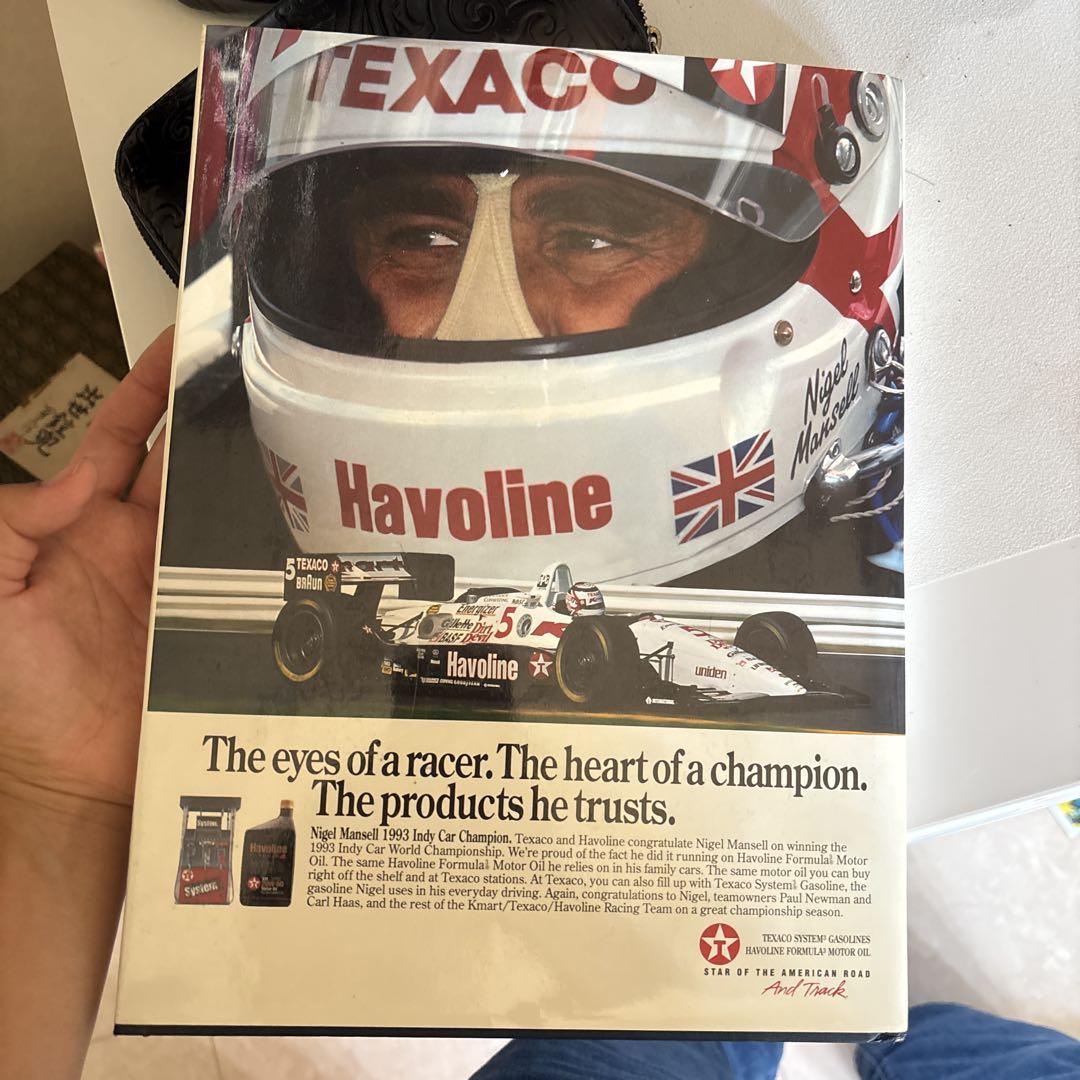 TEXACO
Nigel
Mansell
Havoline
5 TEXACO
BRAUN
Kmart
Energizer
Gillette Dirt 5
BASF Devil
Havoline
uniden
The eyes of a racer. The heart of a champion.
The products he trusts.
Nigel Mansell 1993 Indy Car Champion. Texaco and Havoline congratulate Nigel Mansell on winning the
1993 Indy Car World Championship. We're proud of the fact he did it running on Havoline Formula³ Motor
Oil. The same Havoline Formula³ Motor Oil he relies on in his family cars. The same motor oil you can buy
right off the shelf and at Texaco stations. At Texaco, you can also fill up with Texaco System³ Gasoline, the
gasoline Nigel uses in his everyday driving. Again, congratulations to Nigel, teamowners Paul Newman and
Carl Haas, and the rest of the Kmart/Texaco/Havoline Racing Team on a great championship season.
System
System
Havoline
T
TEXACO SYSTEM³ GASOLINES
HAVOLINE FORMULA³ MOTOR OIL
STAR OF THE AMERICAN ROAD
And Track